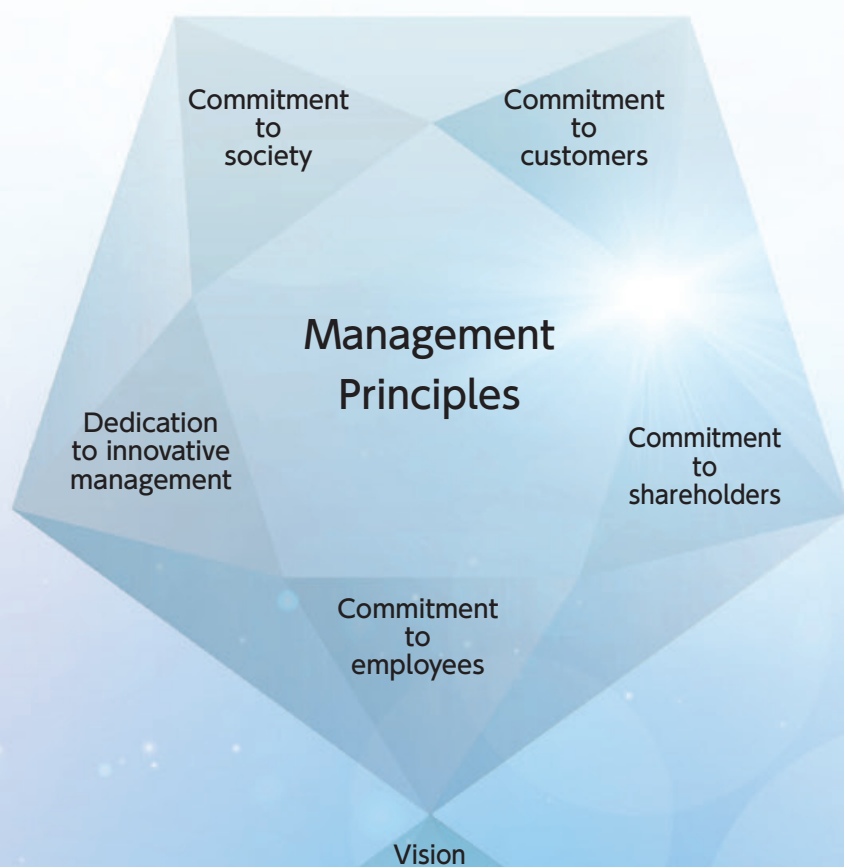 Commitment
to
society
Commitment
to
customers
Management
Principles
Dedication
to innovative
management
Commitment
to
shareholders
Commitment
to
employees
Vision